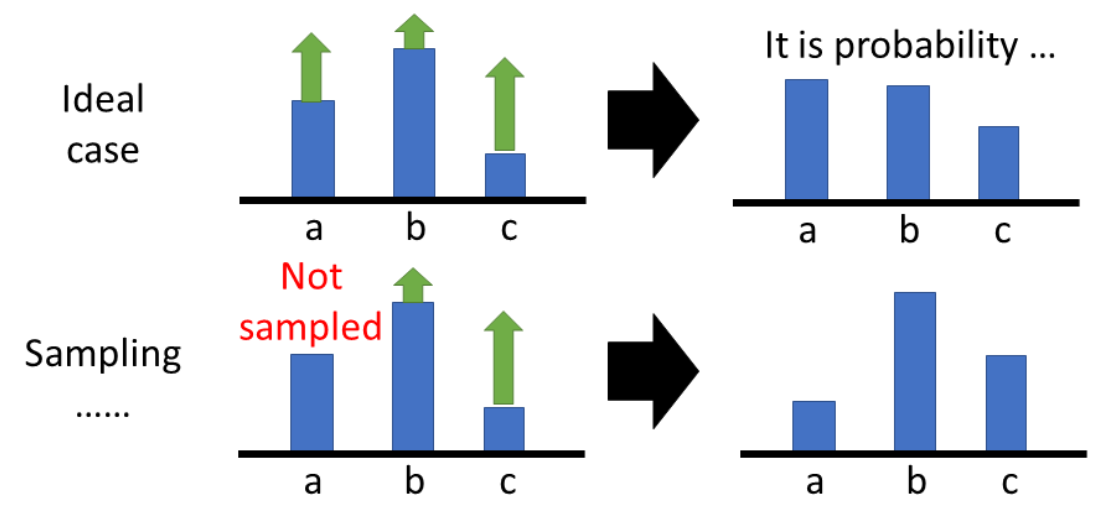 It is probability ...
Ideal
case
a b c
a b c
Not
sampled
Sampling
......
a b c
a b c